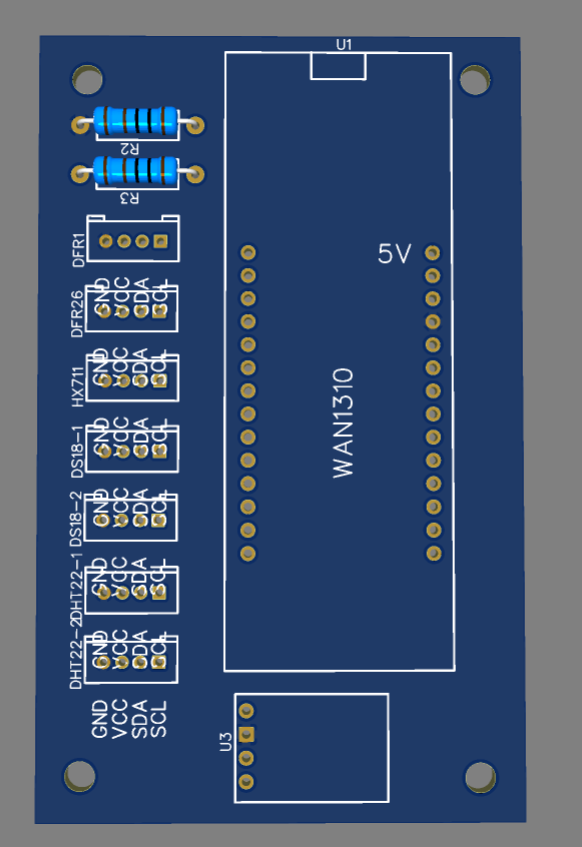 U1
R2
R3
5V
DFR1
GND VCC SDA SCL
DFR26
GND VCC SDA SCL
HX711
WAN1310
GND VCC SDA SCL
DS18-1
GND VCC SDA SCL
DS18-2
GND VCC SDA SCL
DHT22-1
GND VCC SDA SCL
DHT22-2
GND VCC SDA SCL
U3